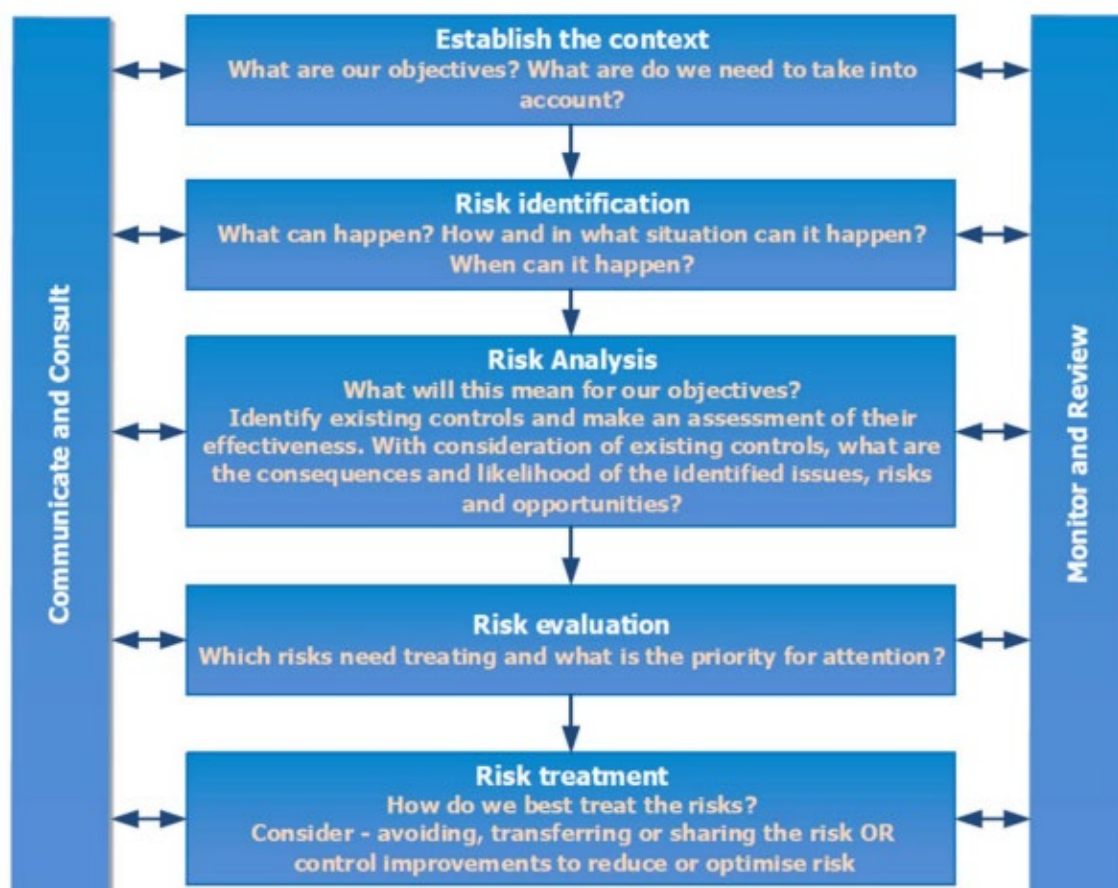 Communicate and Consult
Establish the context
What are our objectives? What are do we need to take into
account?
Risk identification
What can happen? How and in what situation can it happen?
When can it happen?
Risk Analysis
What will this mean for our objectives?
Identify existing controls and make an assessment of their
effectiveness. With consideration of existing controls, what are
the consequences and likelihood of the identified issues, risks
and opportunities?
Risk evaluation
Which risks need treating and what is the priority for attention?
Risk treatment
How do we best treat the risks?
Consider - avoiding, transferring or sharing the risk OR
control improvements to reduce or optimise risk
Monitor and Review